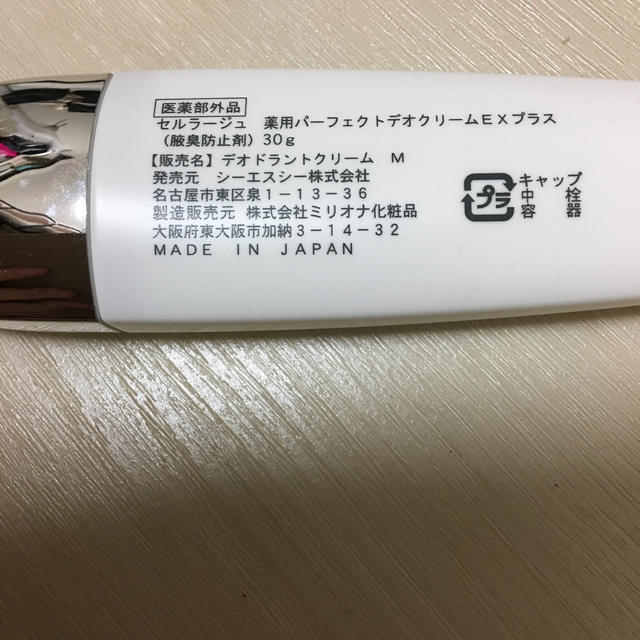 医薬部外品
セルラージュ 薬用パーフェクトデオクリームEXプラス
(腋臭防止剤) 30g
【販売名】デオドラントクリーム M
発売元 シーエスシー株式会社
名古屋市東区泉1-13-36
製造販売元 株式会社ミリオナ化粧品
大阪府東大阪市加納3-14-32
MADE IN JAPAN
プラ
キャップ
中栓
容器